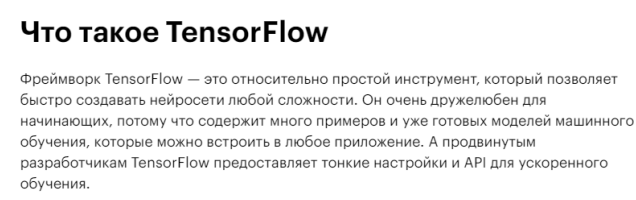 Что такое TensorFlow
Фреймворк TensorFlow — это относительно простой инструмент, который позволяет
быстро создавать нейросети любой сложности. Он очень дружелюбен для
начинающих, потому что содержит много примеров и уже готовых моделей машинного
обучения, которые можно встроить в любое приложение. А продвинутым
разработчикам TensorFlow предоставляет тонкие настройки и API для ускоренного
обучения.